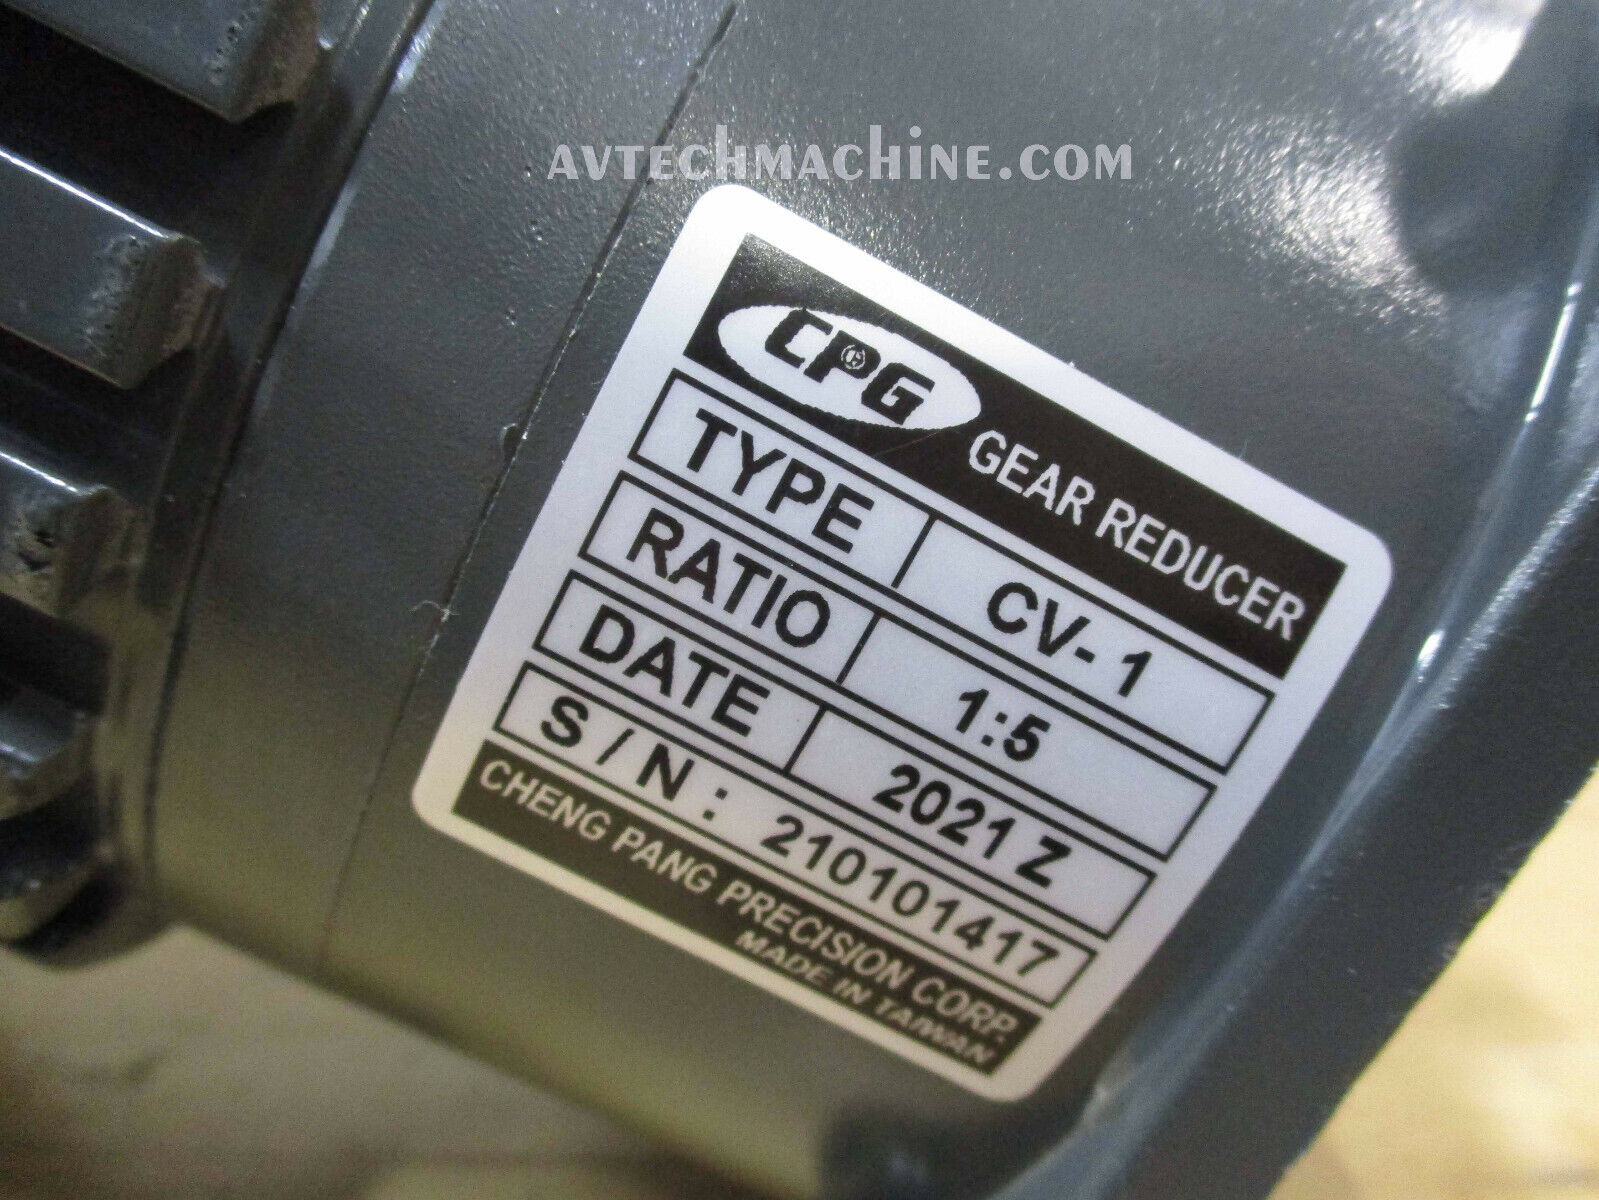 AVTECHMACHINE.COM
CPG GEAR REDUCER
TYPE CV-1
RATIO 1:5
DATE 2021 Z
S/N: 210101417
CHENG PANG PRECISION CORP.
MADE IN TAIWAN